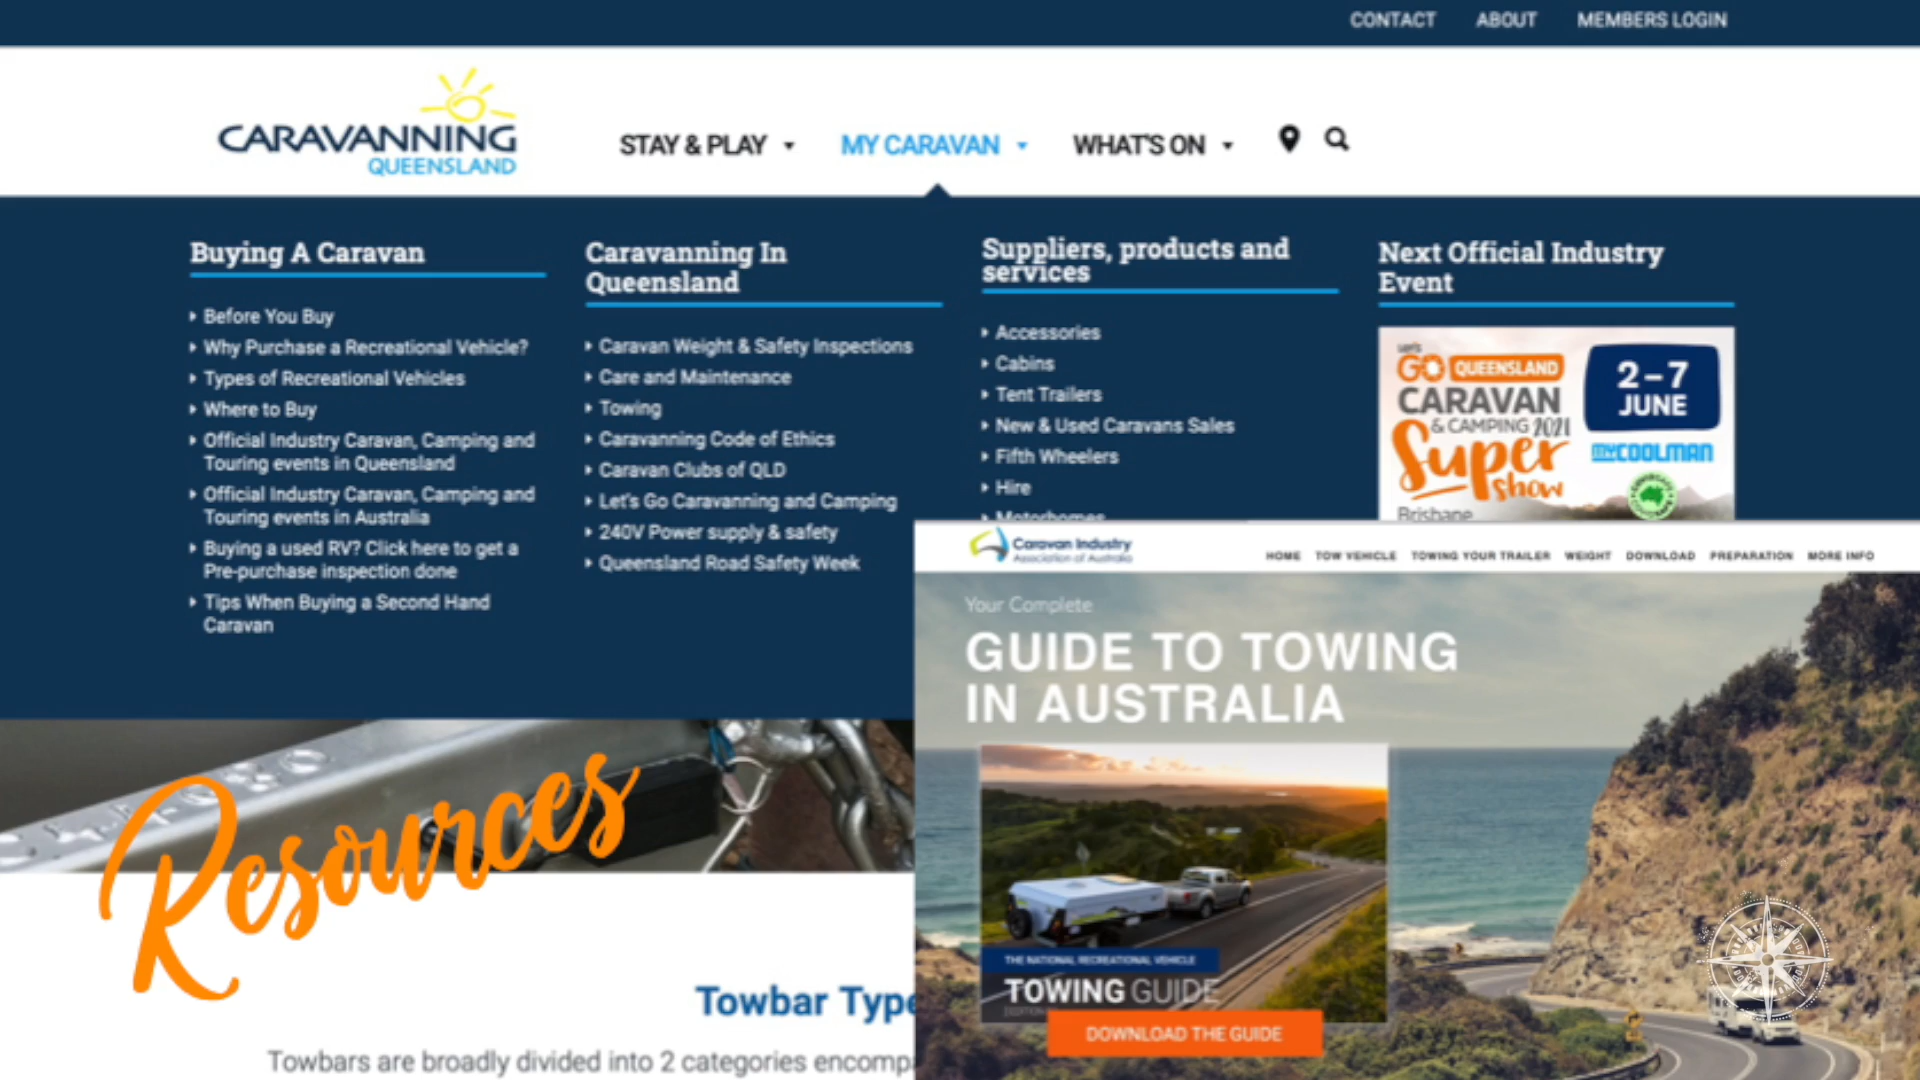 CONTACT ABOUT MEMBERS LOGIN
CARAVANNING
QUEENSLAND
STAY & PLAY MY CARAVAN WHAT'S ON
Buying A Caravan
Before You Buy
Why Purchase a Recreational Vehicle?
Types of Recreational Vehicles
Where to Buy
Official Industry Caravan, Camping and
Touring events in Queensland
Official Industry Caravan, Camping and
Touring events in Australia
Buying a used RV? Click here to get a
Pre-purchase inspection done
Tips When Buying a Second Hand
Caravan
Caravanning In
Queensland
Caravan Weight & Safety Inspections
Care and Maintenance
Towing
Caravanning Code of Ethics
Caravan Clubs of QLD
Let's Go Caravanning and Camping
240V Power supply & safety
Queensland Road Safety Week
Suppliers, products and
services
Accessories
Cabins
Tent Trailers
New & Used Caravans Sales
Fifth Wheelers
Hire
Motorhomes
Next Official Industry
Event
Let's
GO QUEENSLAND
CARAVAN
& CAMPING 2021
Super
show
Brisbane
2-7
JUNE
MYCOOLMAN
Caravan Industry
Association of Australia
HOME TOW VEHICLE TOWING YOUR TRAILER WEIGHT DOWNLOAD PREPARATION MORE INFO
Your Complete
GUIDE TO TOWING
IN AUSTRALIA
THE NATIONAL RECREATIONAL VEHICLE
TOWING GUIDE
DOWNLOAD THE GUIDE
Resources
Towbar Type
Towbars are broadly divided into 2 categories encomp